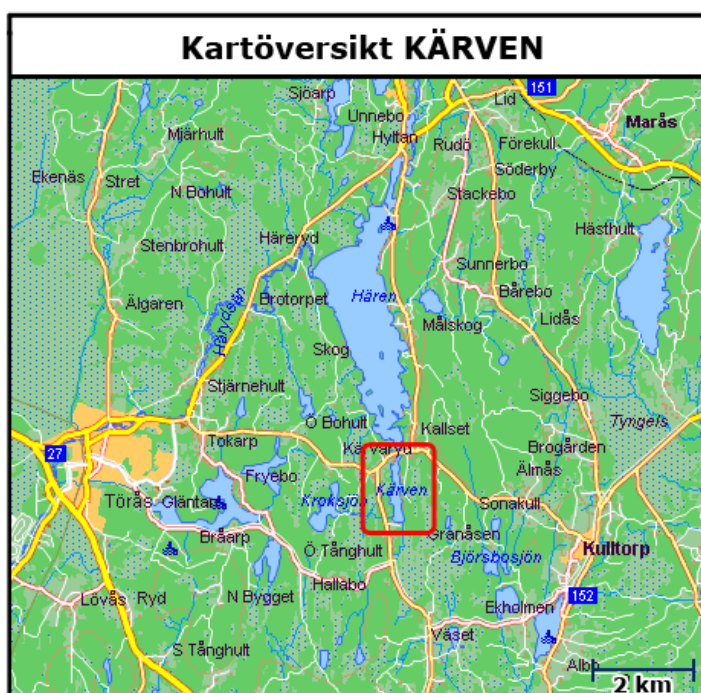 Kartöversikt KÄRVEN
151
Sjöarp
Lid
Unnebo
Marås
Mjärhult
Hyltan
Rudö
Förekull
Ekenäs
Stret
Söderby
N Bohult
Stackebo
Hästhult
Häreryd
Stenbrohult
Sunnerbo
Bårebo
Älgaren
Brotorpet
Hären
Målskog
Lidås
Härydsån
Skog
Stjärnehult
Siggebo
Ö Bohult
Kallset
Tyngels
Tokarp
Kärvaryd
Brogården
27
Älmås
Fryebo
Kärven
Törås
Gläntan
Kroksjön
Sonakull
Bråarp
Granåsen
Ö Tånghult
Björsbosjön
Kulltorp
Hallabo
Lövås
Ryd
N Bygget
152
Ekholmen
Väset
S Tånghult
Albo
2 km